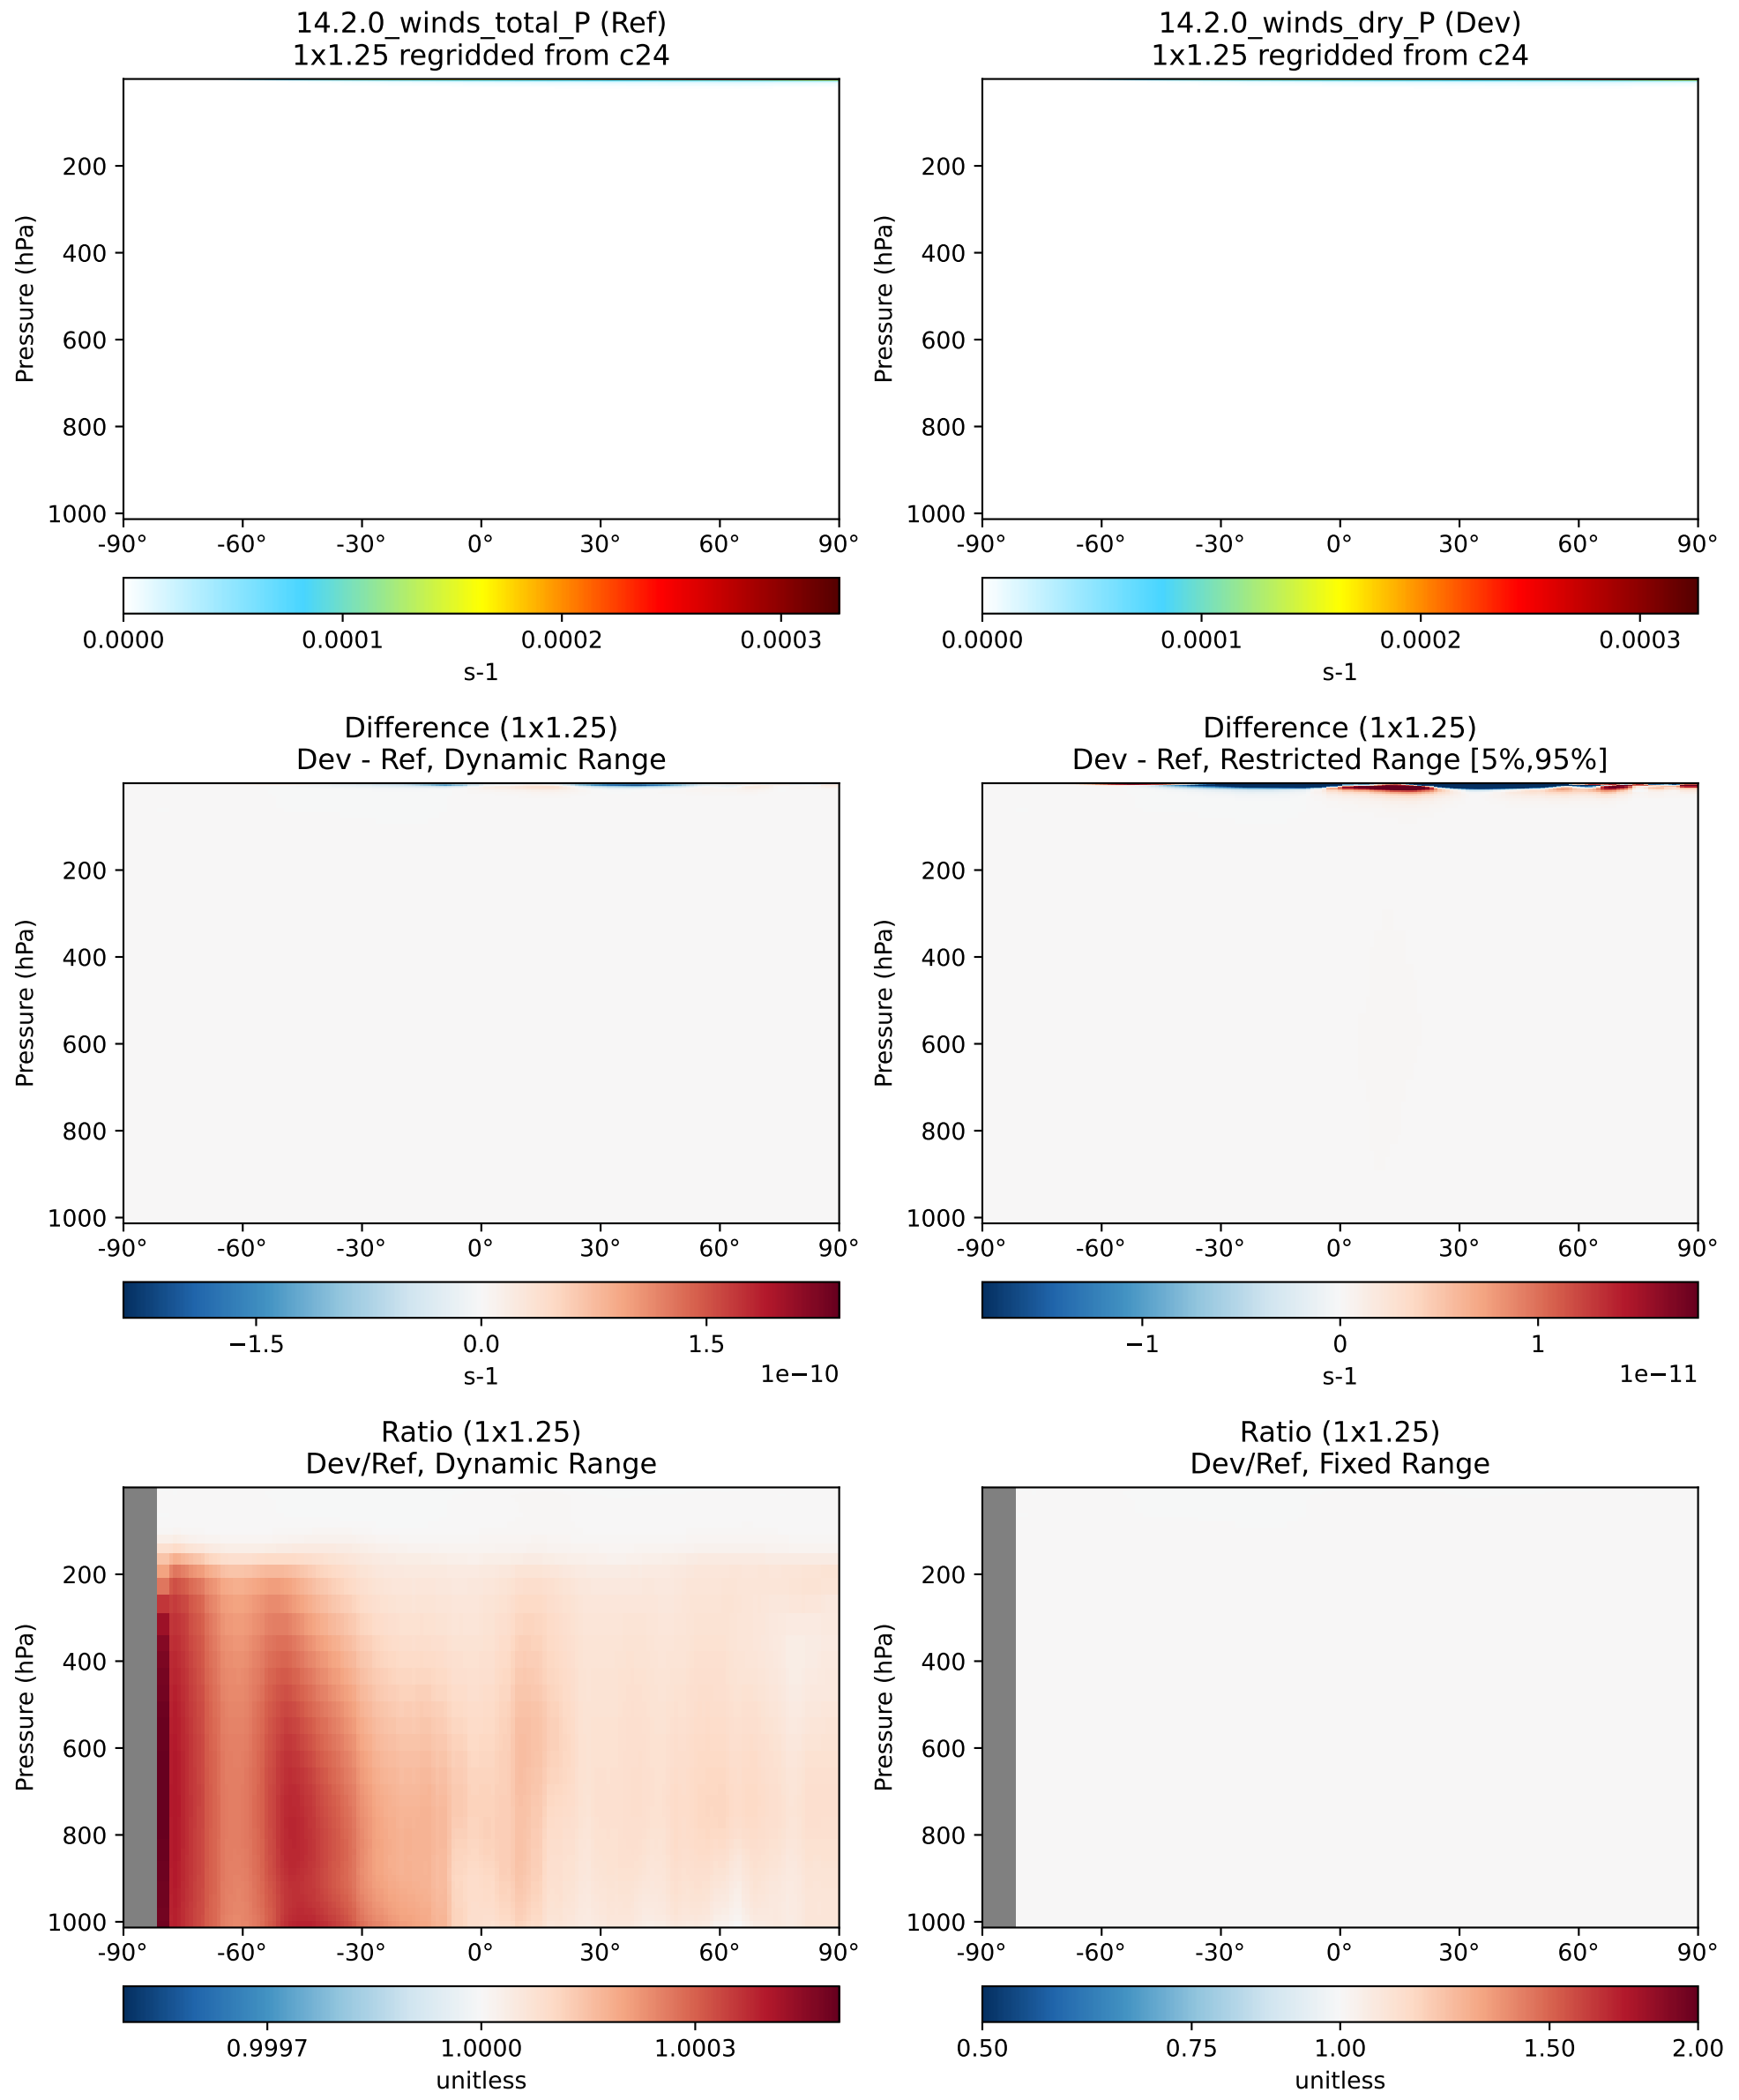 14.2.0_winds_total_P (Ref)
1x1.25 regridded from c24
Pressure (hPa)
200
400
600
800
1000
-90° -60° -30° 0° 30° 60° 90°
0.0000 0.0001 0.0002 0.0003
s-1
14.2.0_winds_dry_P (Dev)
1x1.25 regridded from c24
Pressure (hPa)
200
400
600
800
1000
-90° -60° -30° 0° 30° 60° 90°
0.0000 0.0001 0.0002 0.0003
s-1
Difference (1x1.25)
Dev - Ref, Dynamic Range
Pressure (hPa)
200
400
600
800
1000
-90° -60° -30° 0° 30° 60° 90°
−1.5 0.0 1.5
s-1
1e−10
Difference (1x1.25)
Dev - Ref, Restricted Range [5%,95%]
Pressure (hPa)
200
400
600
800
1000
-90° -60° -30° 0° 30° 60° 90°
−1 0 1
s-1
1e−11
Ratio (1x1.25)
Dev/Ref, Dynamic Range
Pressure (hPa)
200
400
600
800
1000
-90° -60° -30° 0° 30° 60° 90°
0.9997 1.0000 1.0003
unitless
Ratio (1x1.25)
Dev/Ref, Fixed Range
Pressure (hPa)
200
400
600
800
1000
-90° -60° -30° 0° 30° 60° 90°
0.50 0.75 1.00 1.50 2.00
unitless